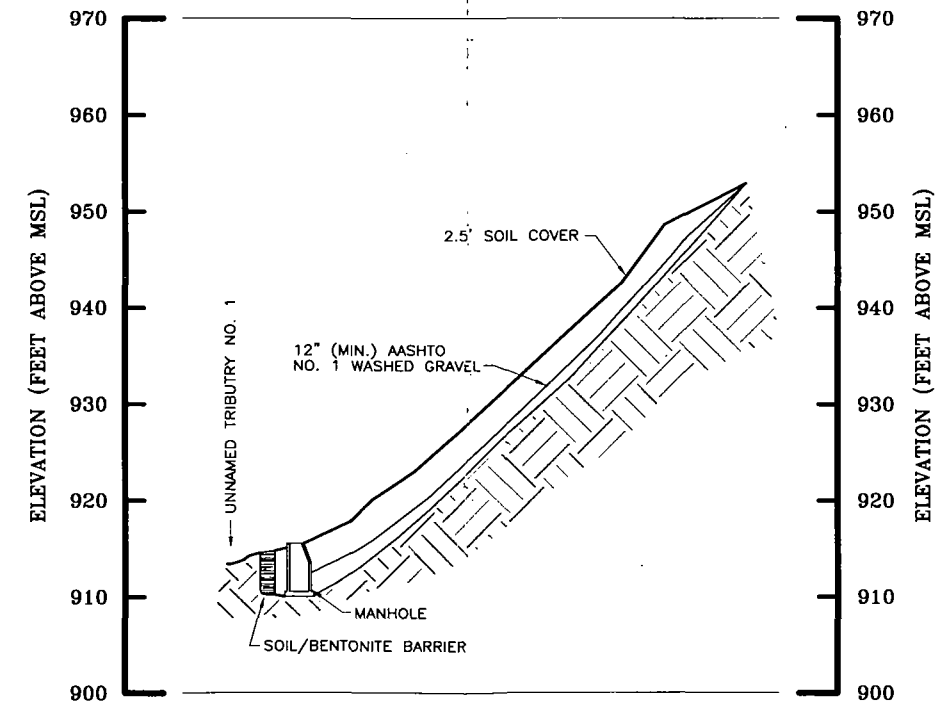 970
960
950
940
930
920
910
900
ELEVATION (FEET ABOVE MSL)
UNNAMED TRIBUTRY NO. 1
2.5' SOIL COVER
12" (MIN.) AASHTO
NO. 1 WASHED GRAVEL
MANHOLE
SOIL/BENTONITE BARRIER
970
960
950
940
930
920
910
900
ELEVATION (FEET ABOVE MSL)